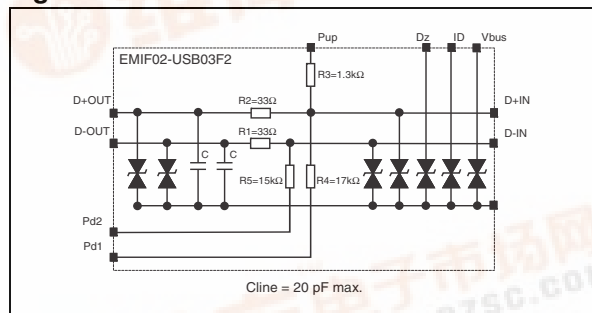 Pup
Dz
ID
Vbus
EMIF02-USB03F2
R3=1.3kΩ
D+OUT
R2=33Ω
D+IN
D-OUT
R1=33Ω
D-IN
C
C
R5=15kΩ
R4=17kΩ
Pd2
Pd1
Cline = 20 pF max.